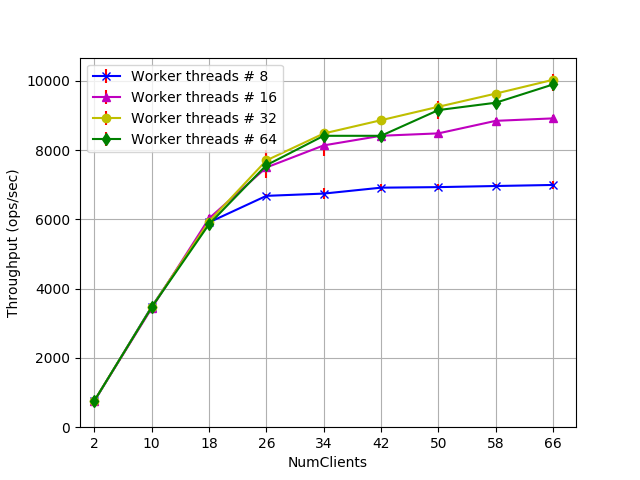 Worker threads # 8
Worker threads # 16
Worker threads # 32
Worker threads # 64
Throughput (ops/sec)
10000
8000
6000
4000
2000
0
2 10 18 26 34 42 50 58 66
NumClients